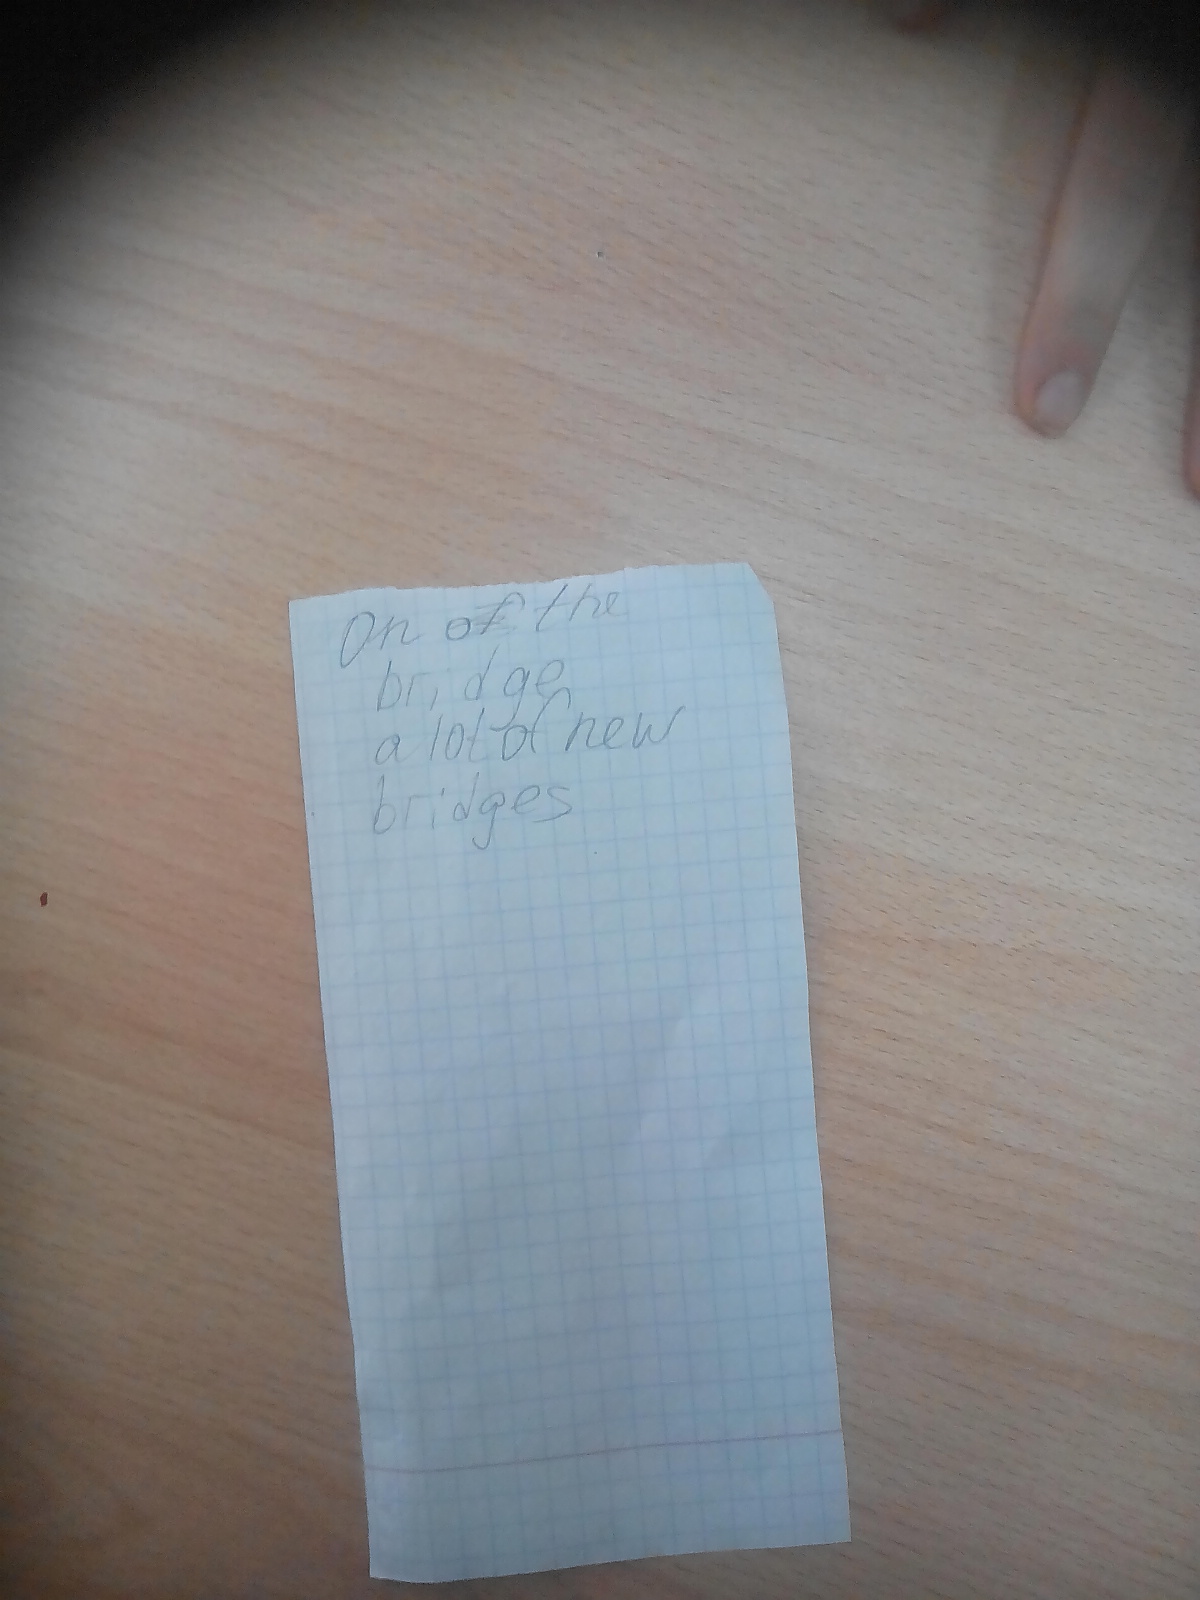 On of the
bridge
a lot of new
bridges